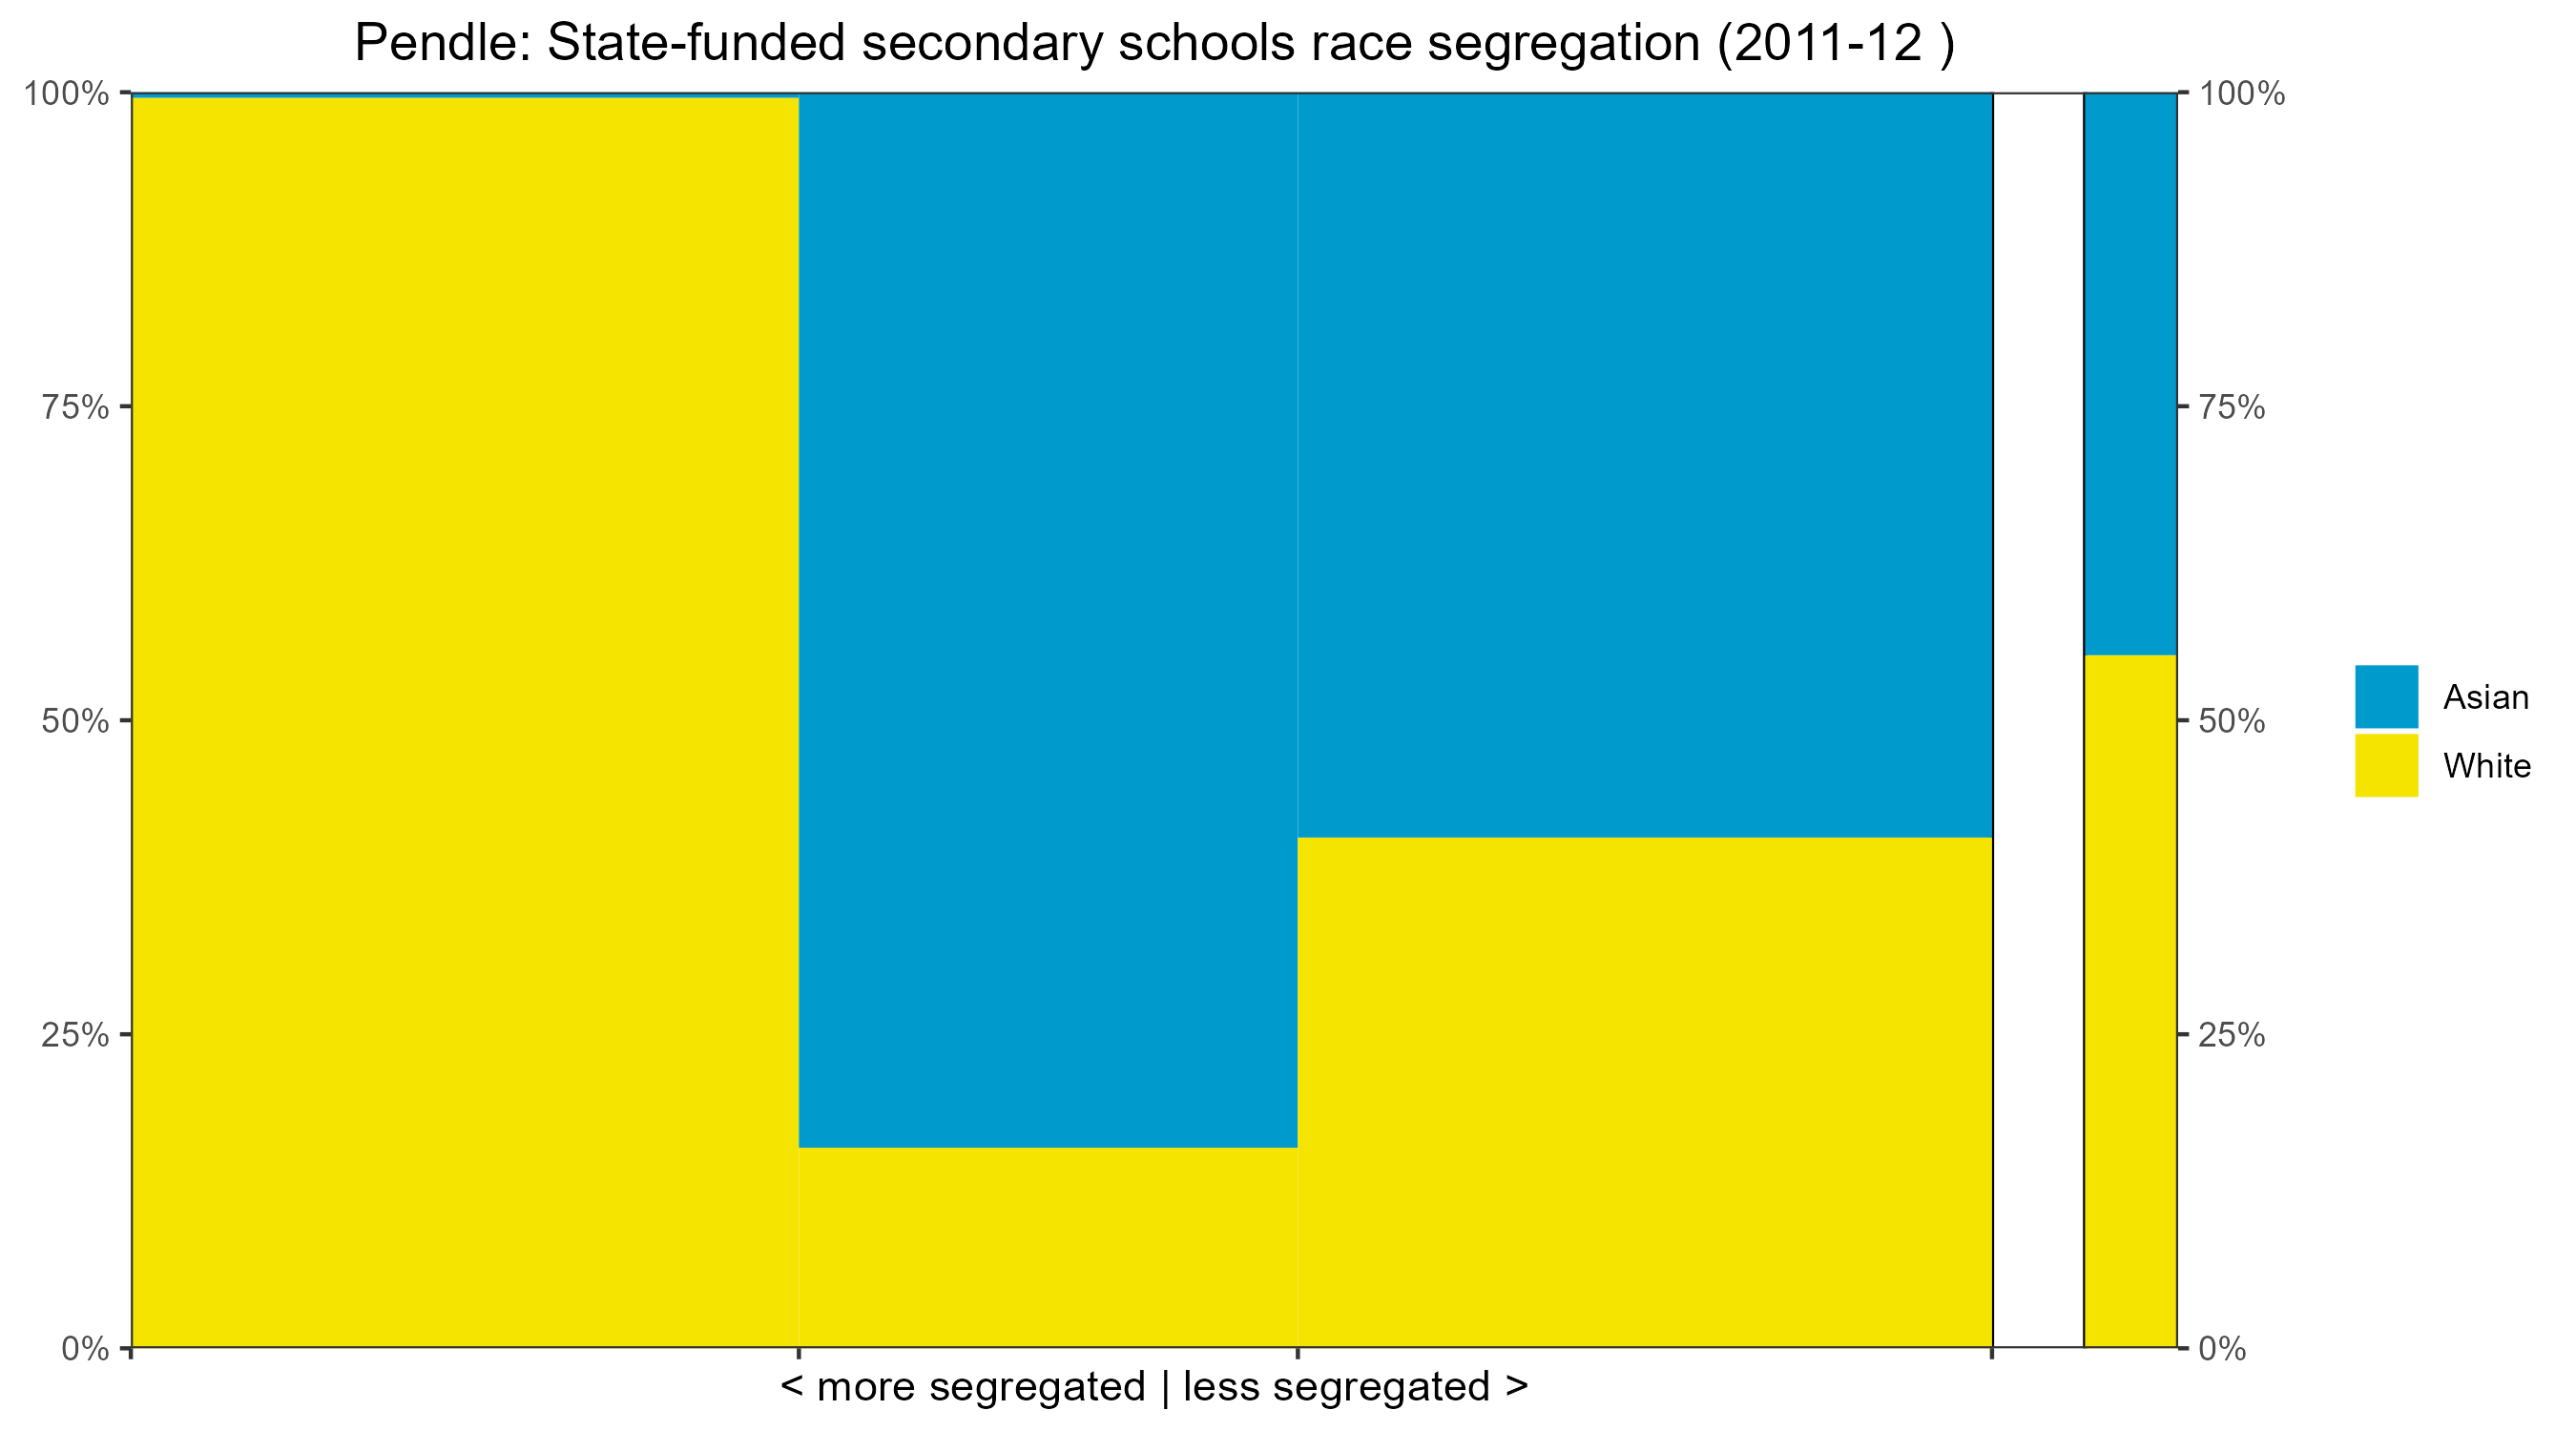 Pendle: State-funded secondary schools race segregation (2011-12 )
100%
75%
50%
25%
0%
100%
75%
50%
25%
0%
Asian
White
< more segregated | less segregated >